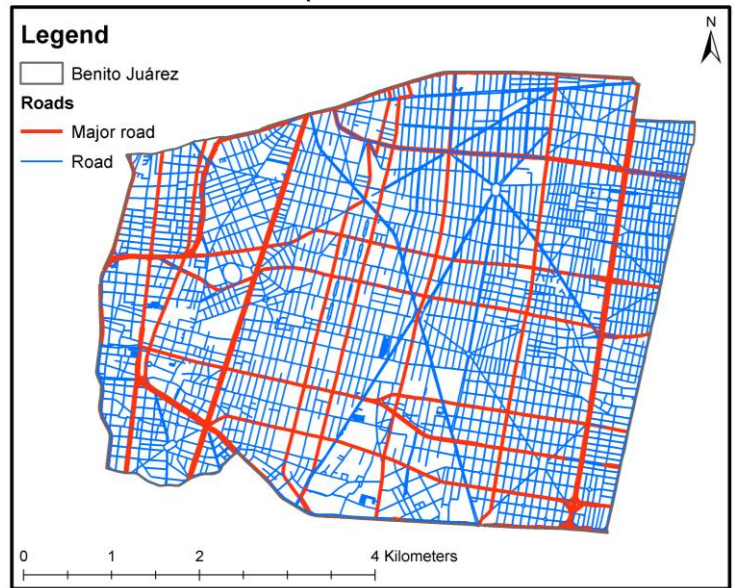 Legend
Benito Juárez
Roads
Major road
Road
N
0 1 2 4 Kilometers